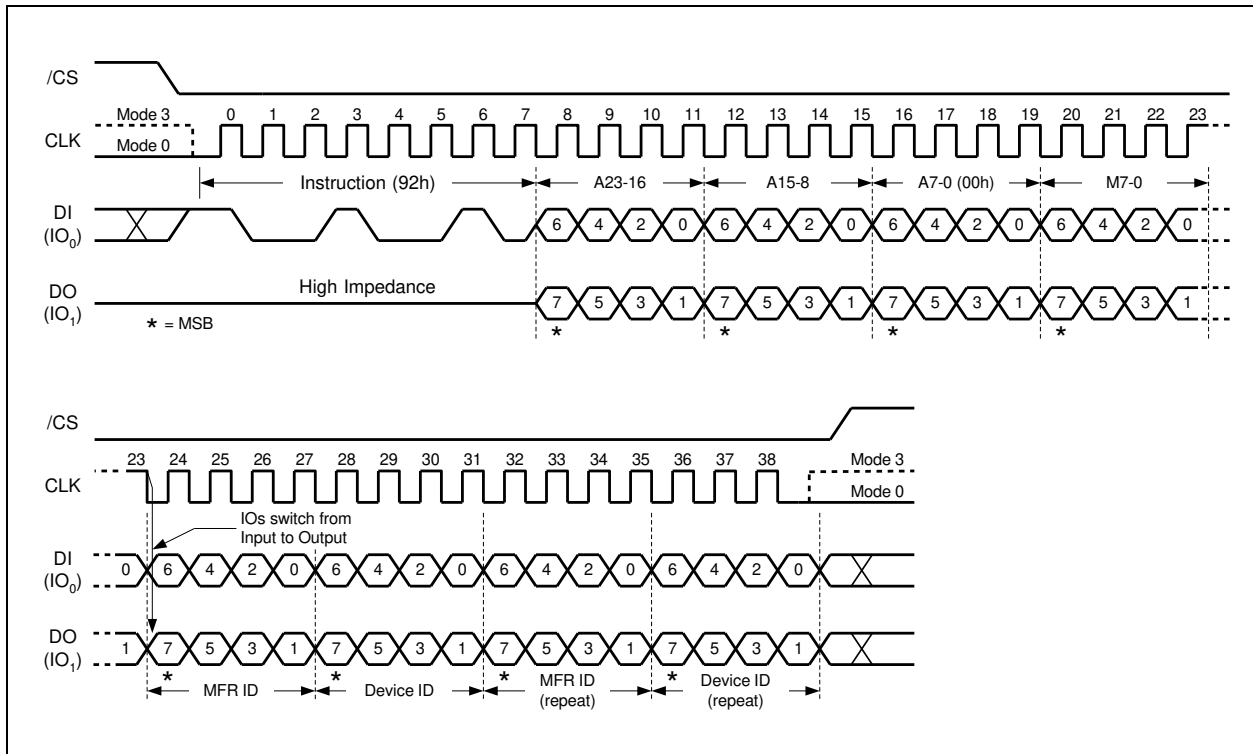 /CS
Mode 3 0 1 2 3 4 5 6 7 8 9 10 11 12 13 14 15 16 17 18 19 20 21 22 23
CLK
Mode 0
Instruction (92h) A23-16 A15-8 A7-0 (00h) M7-0
DI
(IO0)
6 4 2 0 6 4 2 0 6 4 2 0 6 4 2 0
High Impedance
DO
(IO1)
7 5 3 1 7 5 3 1 7 5 3 1 7 5 3 1
* = MSB
* * * *
/CS
23 24 25 26 27 28 29 30 31 32 33 34 35 36 37 38 Mode 3
CLK
Mode 0
IOs switch from
Input to Output
DI
(IO0)
0 6 4 2 0 6 4 2 0 6 4 2 0 6 4 2 0
DO
(IO1)
1 7 5 3 1 7 5 3 1 7 5 3 1 7 5 3 1
* * * *
MFR ID Device ID MFR ID
(repeat) Device ID
(repeat)